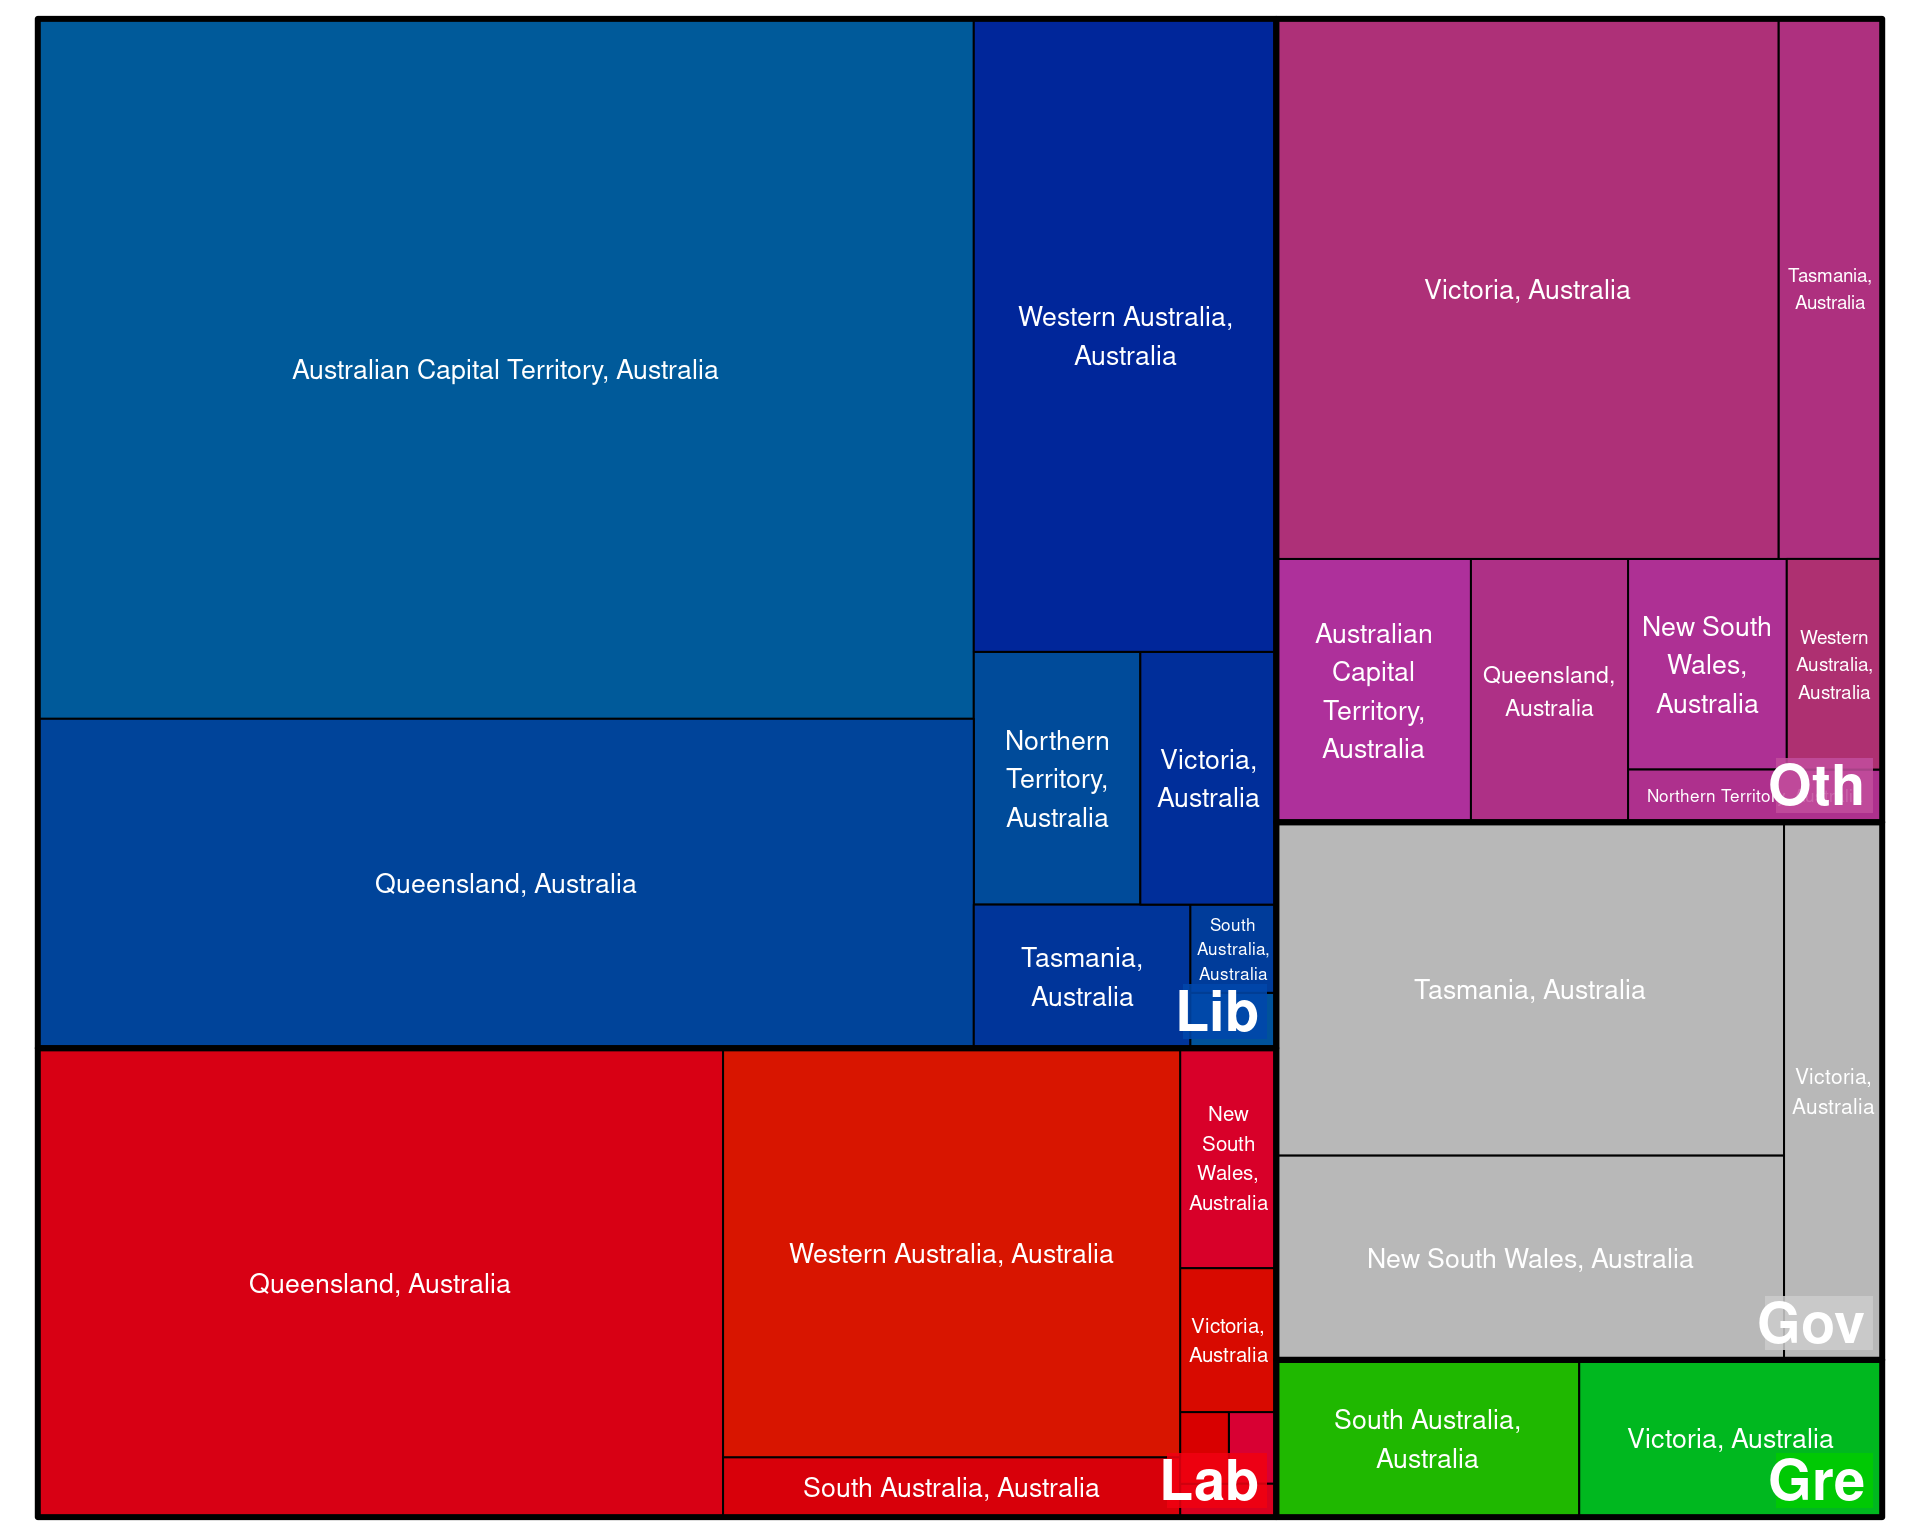 Australian Capital Territory, Australia
Queensland, Australia
Western Australia,
Australia
Northern
Territory,
Australia
Victoria,
Australia
Tasmania,
Australia
South
Australia,
Australia
Lib
Queensland, Australia
Western Australia, Australia
South Australia, Australia
New
South
Wales,
Australia
Victoria,
Australia
Lab
Victoria, Australia
Tasmania,
Australia
Australian
Capital
Territory,
Australia
Queensland,
Australia
New South
Wales,
Australia
Western
Australia,
Australia
Northern
Oth
Tasmania, Australia
New South Wales, Australia
Victoria,
Australia
Gov
South Australia,
Australia
Victoria, Australia
Gre